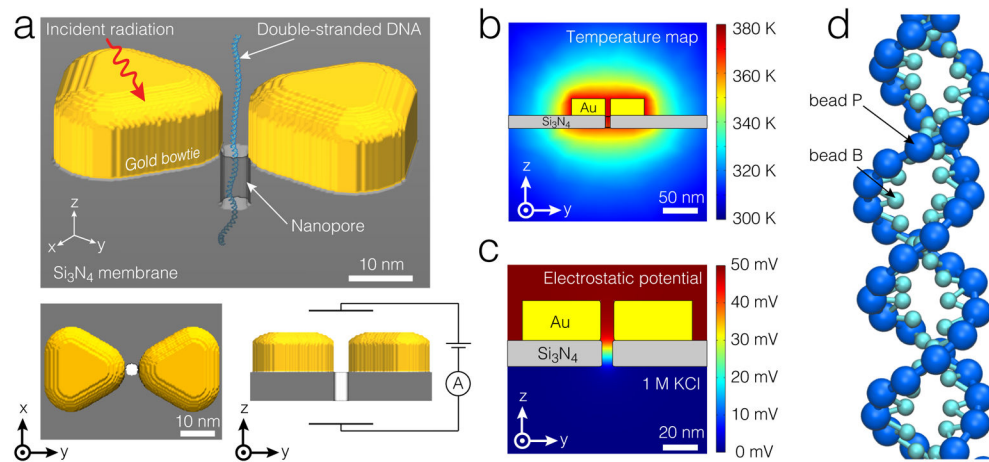 a
Incident radiation
Double-stranded DNA
Gold bowtie
Nanopore
z
x
y
Si₃N₄ membrane
10 nm
x
y
10 nm
z
y
A
b
Temperature map
Au
Si₃N₄
z
y
50 nm
380 K
360 K
340 K
320 K
300 K
c
Electrostatic potential
Au
Si₃N₄
1 M KCl
z
y
20 nm
50 mV
40 mV
30 mV
20 mV
10 mV
0 mV
d
bead P
bead B